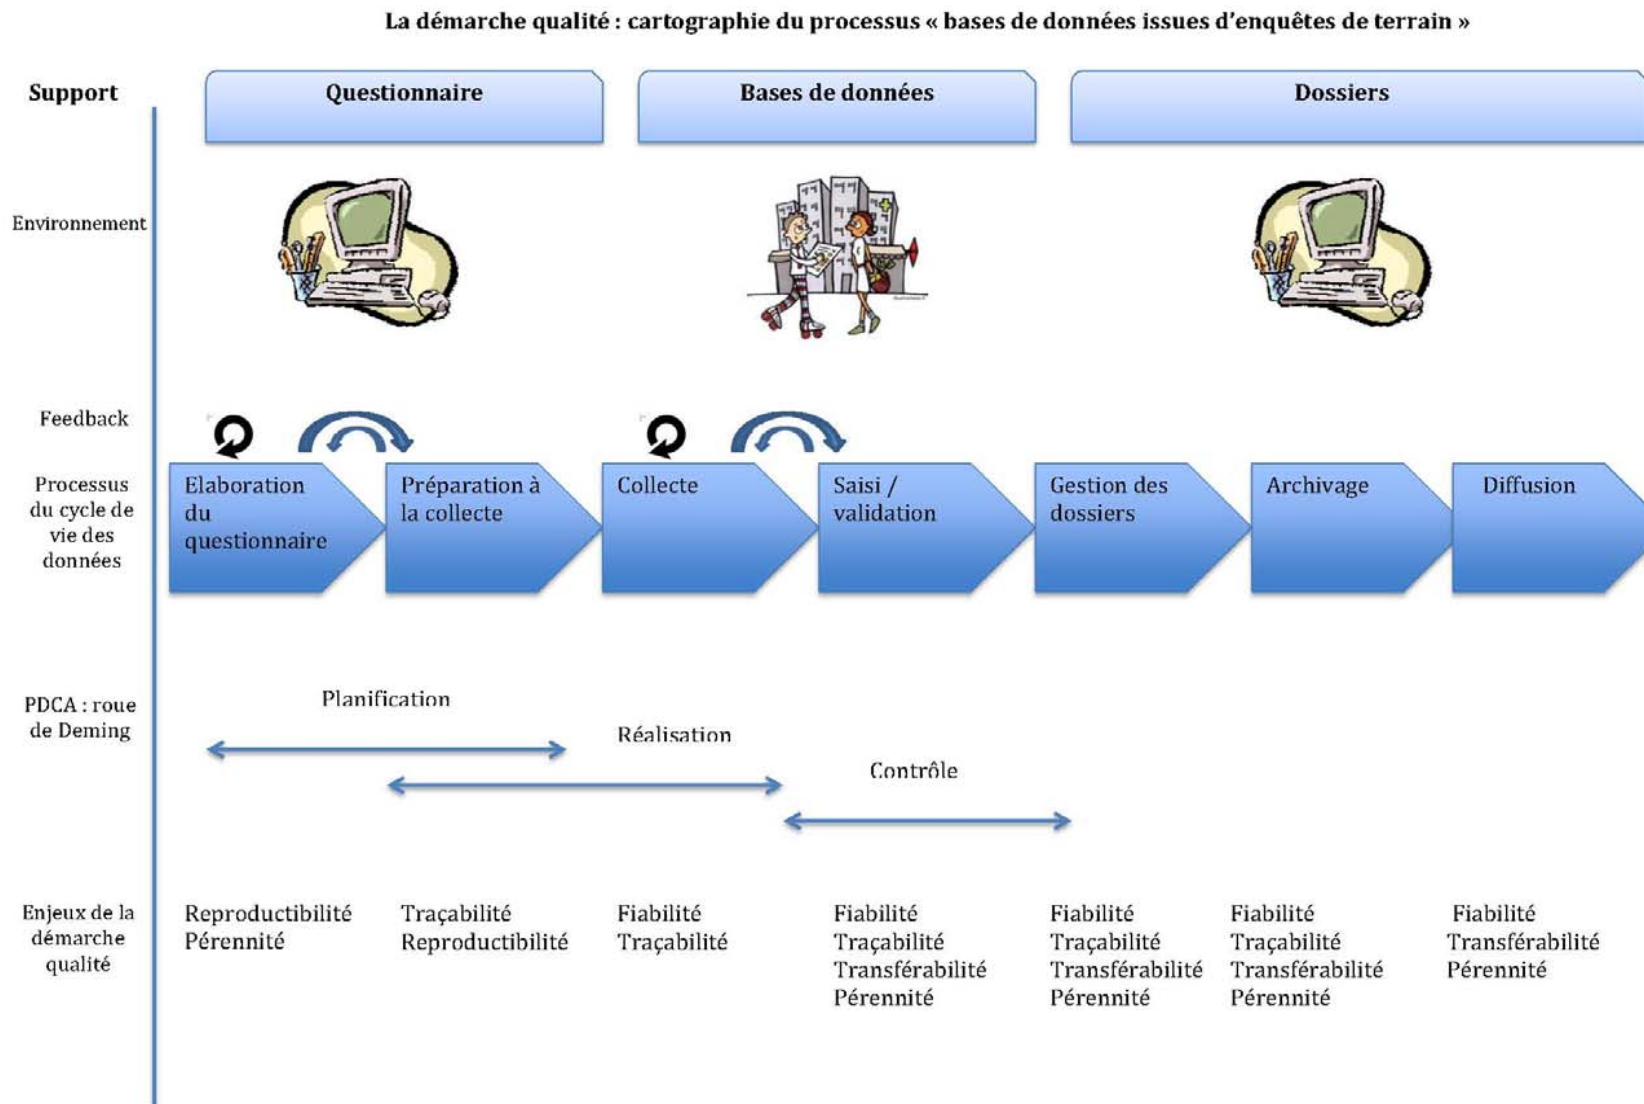 La démarche qualité : cartographie du processus « bases de données issues d'enquêtes de terrain »
Support
Questionnaire
Bases de données
Dossiers
Environnement
Feedback
Processus
du cycle de
vie des
données
Elaboration
du
questionnaire
Préparation à
la collecte
Collecte
Saisi /
validation
Gestion des
dossiers
Archivage
Diffusion
PDCA : roue
de Deming
Planification
Réalisation
Contrôle
Enjeux de la
démarche
qualité
Reproductibilité
Pérennité
Traçabilité
Reproductibilité
Fiabilité
Traçabilité
Fiabilité
Traçabilité
Transférabilité
Pérennité
Fiabilité
Traçabilité
Transférabilité
Pérennité
Fiabilité
Traçabilité
Transférabilité
Pérennité
Fiabilité
Transférabilité
Pérennité